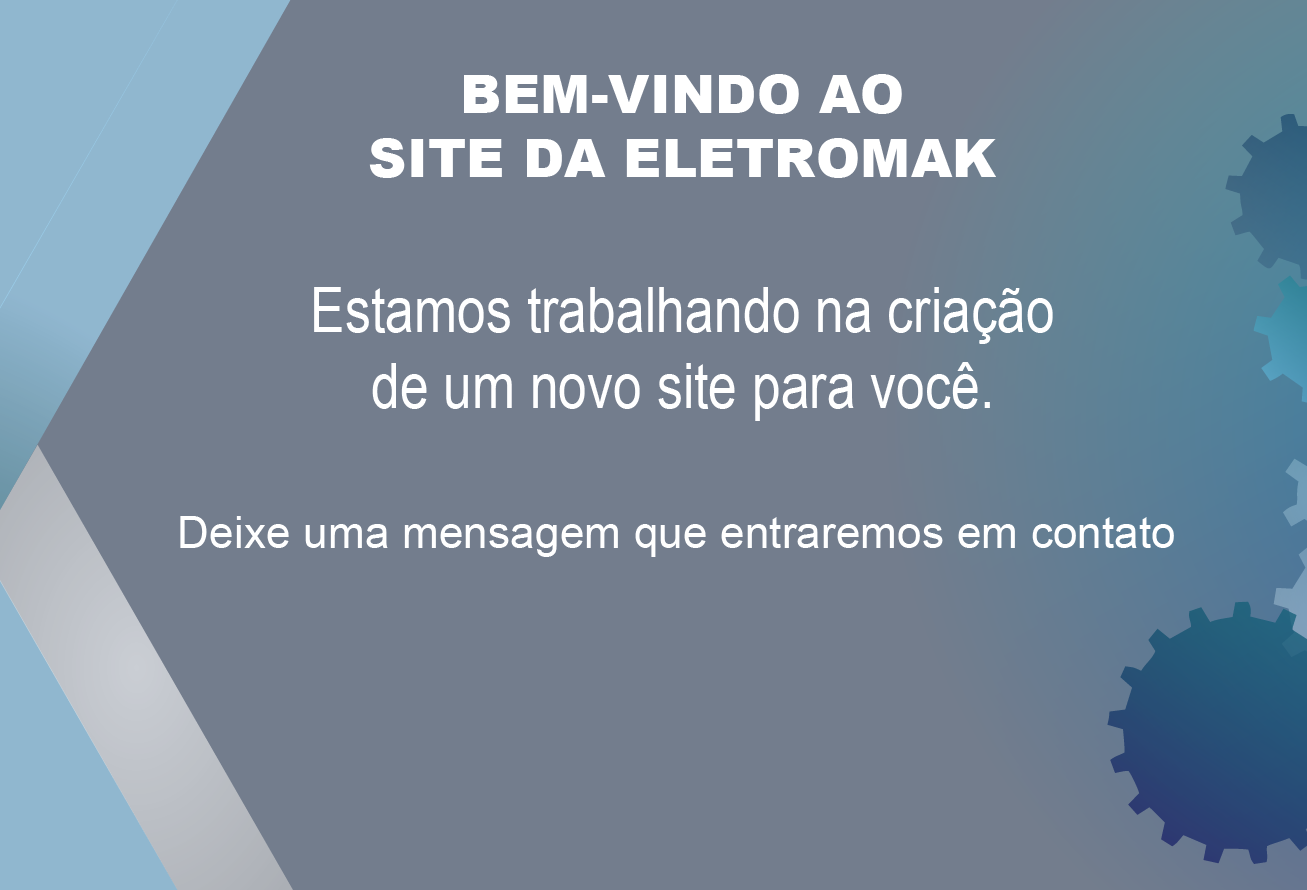 BEM-VINDO AO
SITE DA ELETROMAK
Estamos trabalhando na criação
de um novo site para você.
Deixe uma mensagem que entraremos em contato